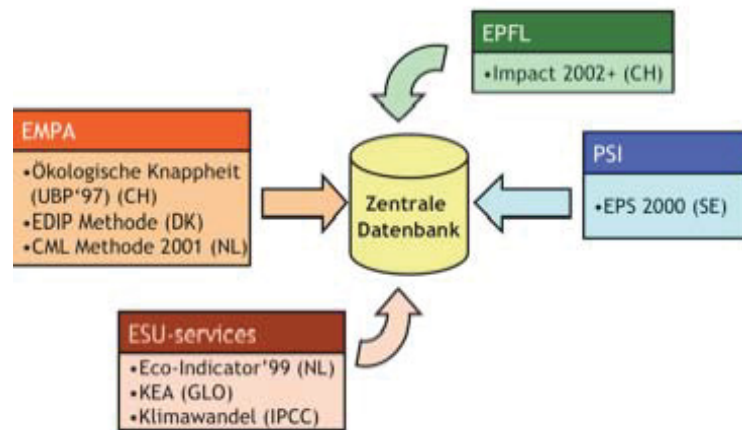 EPFL
•Impact 2002+ (CH)
EMPA
•Ökologische Knappheit
(UBP‘97) (CH)
•EDIP Methode (DK)
•CML Methode 2001 (NL)
Zentrale
Datenbank
PSI
•EPS 2000 (SE)
ESU-services
•Eco-Indicator’99 (NL)
•KEA (GLO)
•Klimawandel (IPCC)